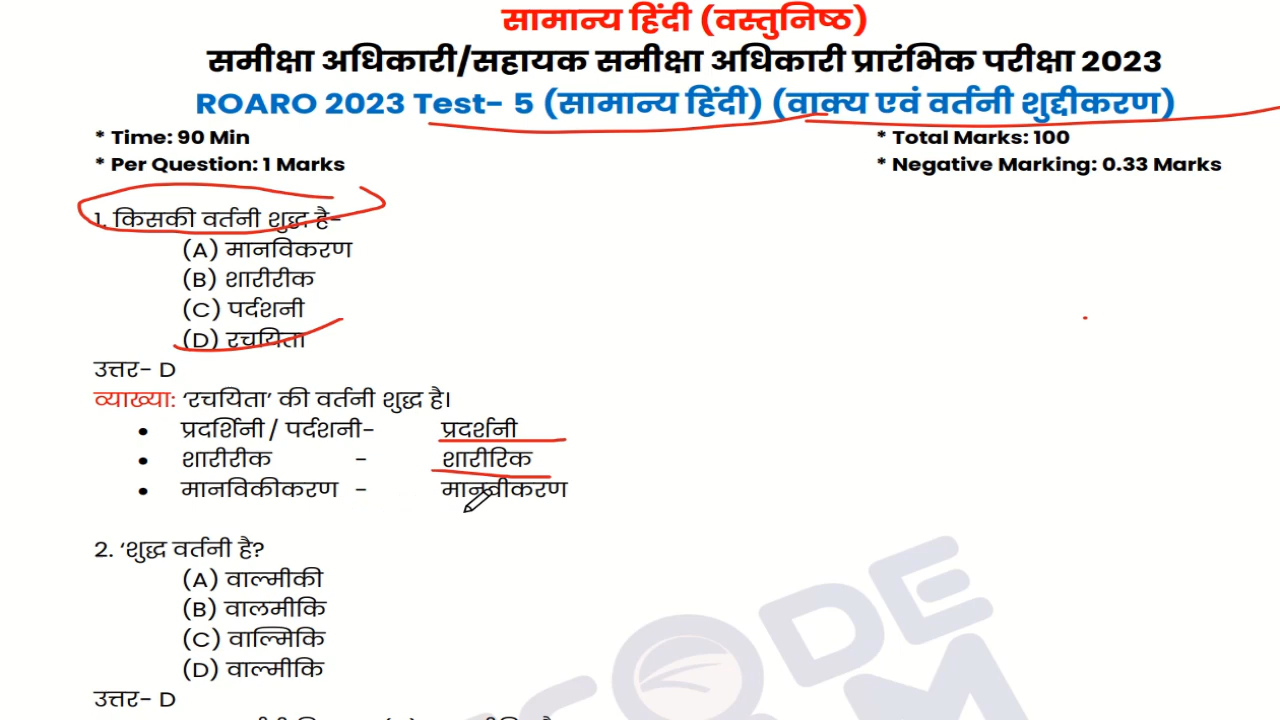 सामान्य हिंदी (वस्तुनिष्ठ)
समीक्षा अधिकारी/सहायक समीक्षा अधिकारी प्रारंभिक परीक्षा 2023
ROARO 2023 Test- 5 (सामान्य हिंदी) (वाक्य एवं वर्तनी शुद्दीकरण)
* Time: 90 Min * Total Marks: 100
* Per Question: 1 Marks * Negative Marking: 0.33 Marks
1. किसकी वर्तनी शुद्ध है-
(A) मानविकरण
(B) शारीरीक
(C) पर्दशनी
(D) रचयिता
उत्तर- D
व्याख्या: ‘रचयिता’ की वर्तनी शुद्ध है।
• प्रदर्शिनी / पर्दशनी- प्रदर्शनी
• शारीरीक - शारीरिक
• मानविकीकरण - मानवीकरण
2. ‘शुद्ध वर्तनी है?
(A) वाल्मीकी
(B) वालमीकि
(C) वाल्मिकि
(D) वाल्मीकि
उत्तर- D